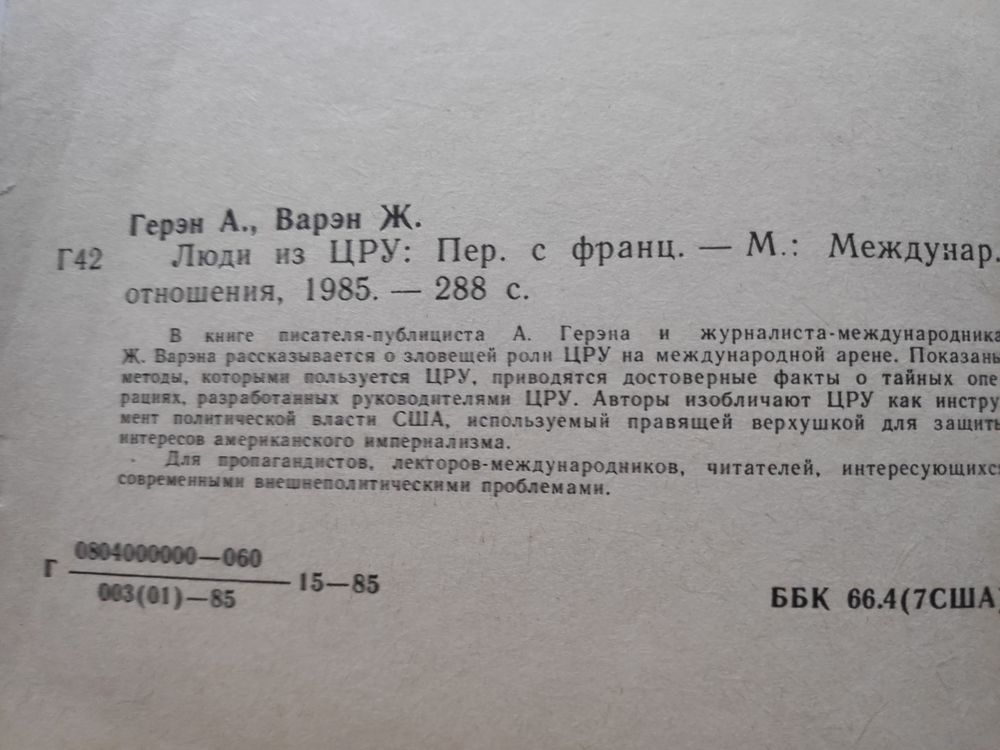 Герэн А., Варэн Ж.
Г42 Люди из ЦРУ: Пер. с франц. — М.: Междунар.
отношения, 1985. — 288 с.
В книге писателя-публициста А. Герэна и журналиста-международника
Ж. Варэна рассказывается о зловещей роли ЦРУ на международной арене. Показаны
методы, которыми пользуется ЦРУ, приводятся достоверные факты о тайных опе
рациях, разработанных руководителями ЦРУ. Авторы изобличают ЦРУ как инстру
мент политической власти США, используемый правящей верхушкой для защиты
интересов американского империализма.
Для пропагандистов, лекторов-международников, читателей, интересующихся
современными внешнеполитическими проблемами.
Г 0804000000—060
003(01)—85 15—85
ББК 66.4(7США)